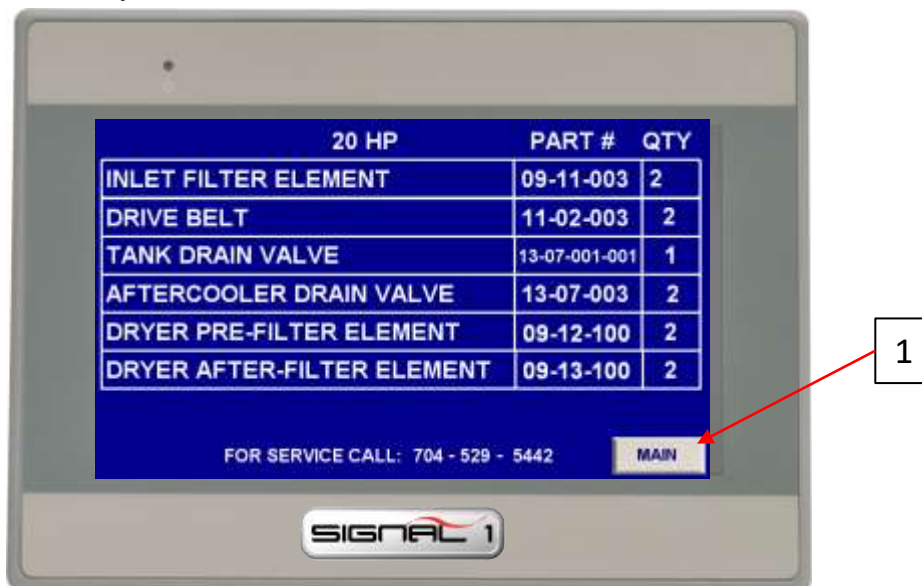 20 HP PART # QTY
INLET FILTER ELEMENT 09-11-003 2
DRIVE BELT 11-02-003 2
TANK DRAIN VALVE 13-07-001-001 1
AFTERCOOLER DRAIN VALVE 13-07-003 2
DRYER PRE-FILTER ELEMENT 09-12-100 2
DRYER AFTER-FILTER ELEMENT 09-13-100 2
1
FOR SERVICE CALL: 704 - 529 - 5442 MAIN
SIGNAL 1